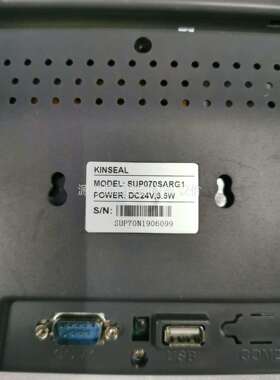 KINSEAL
MODEL: SUP070SARG1
POWER: DC24V,3.5W
S/N:
SUP70N1906099
USB